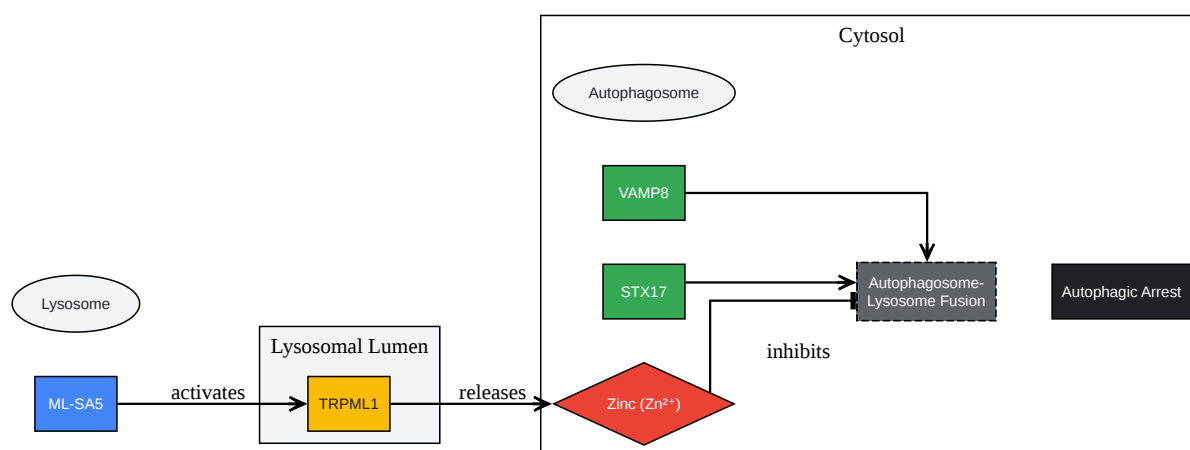 Cytosol
Autophagosome
VAMP8
STX17
Autophagosome-
Lysosome Fusion
Autophagic Arrest
Lysosome
Lysosomal Lumen
inhibits
ML-SA5
activates
TRPML1
releases
Zinc (Zn²⁺)